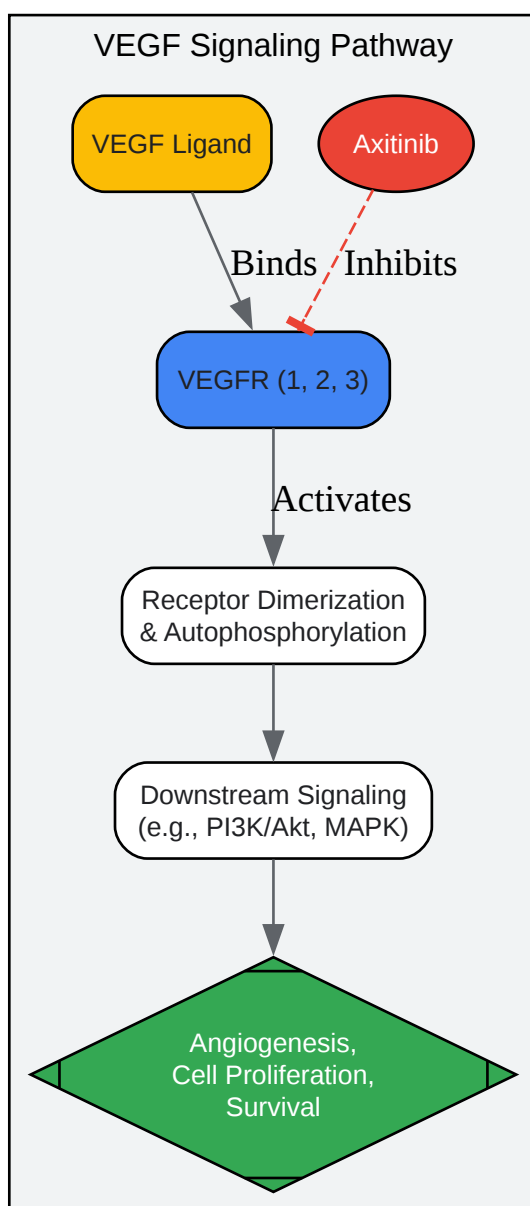 VEGF Signaling Pathway
VEGF Ligand
Axitinib
Binds
Inhibits
VEGFR (1, 2, 3)
Activates
Receptor Dimerization
& Autophosphorylation
Downstream Signaling
(e.g., PI3K/Akt, MAPK)
Angiogenesis,
Cell Proliferation,
Survival